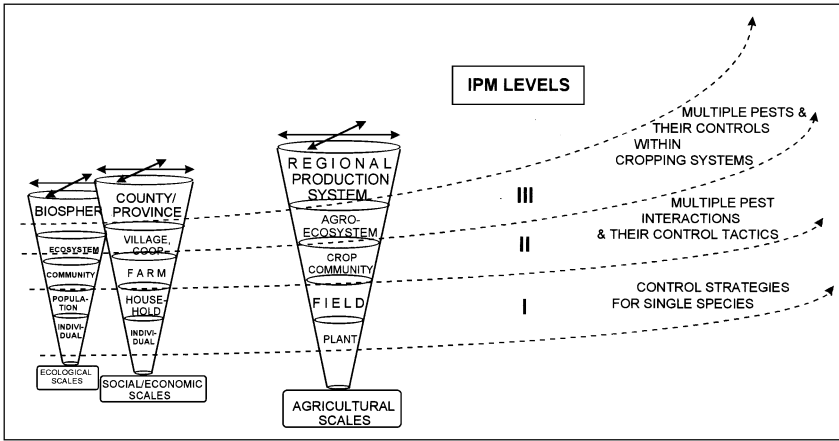 IPM LEVELS
MULTIPLE PESTS &
THEIR CONTROLS
WITHIN
CROPPING SYSTEMS
III
MULTIPLE PEST
INTERACTIONS
& THEIR CONTROL TACTICS
II
CONTROL STRATEGIES
FOR SINGLE SPECIES
I
BIOSPHER
ECOSYSTEM
COMMUNITY
POPULA-
TION
INDIVI-
DUAL
ECOLOGICAL
SCALES
COUNTY/
PROVINCE
VILLAGE,
COOP
FARM
HOUSE-
HOLD
INDIVI-
DUAL
SOCIAL/ECONOMIC
SCALES
REGIONAL
PRODUCTION
SYSTEM
AGRO-
ECOSYSTEM
CROP
COMMUNITY
FIELD
PLANT
AGRICULTURAL
SCALES